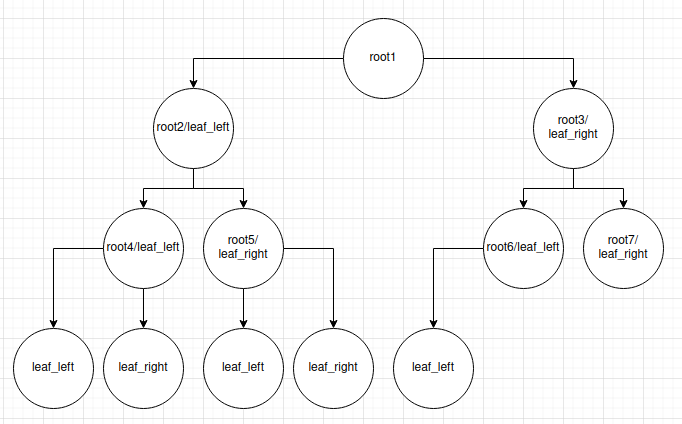 root1
root2/leaf_left
root3/
leaf_right
root4/leaf_left
root5/
leaf_right
root6/leaf_left
root7/
leaf_right
leaf_left
leaf_right
leaf_left
leaf_right
leaf_left